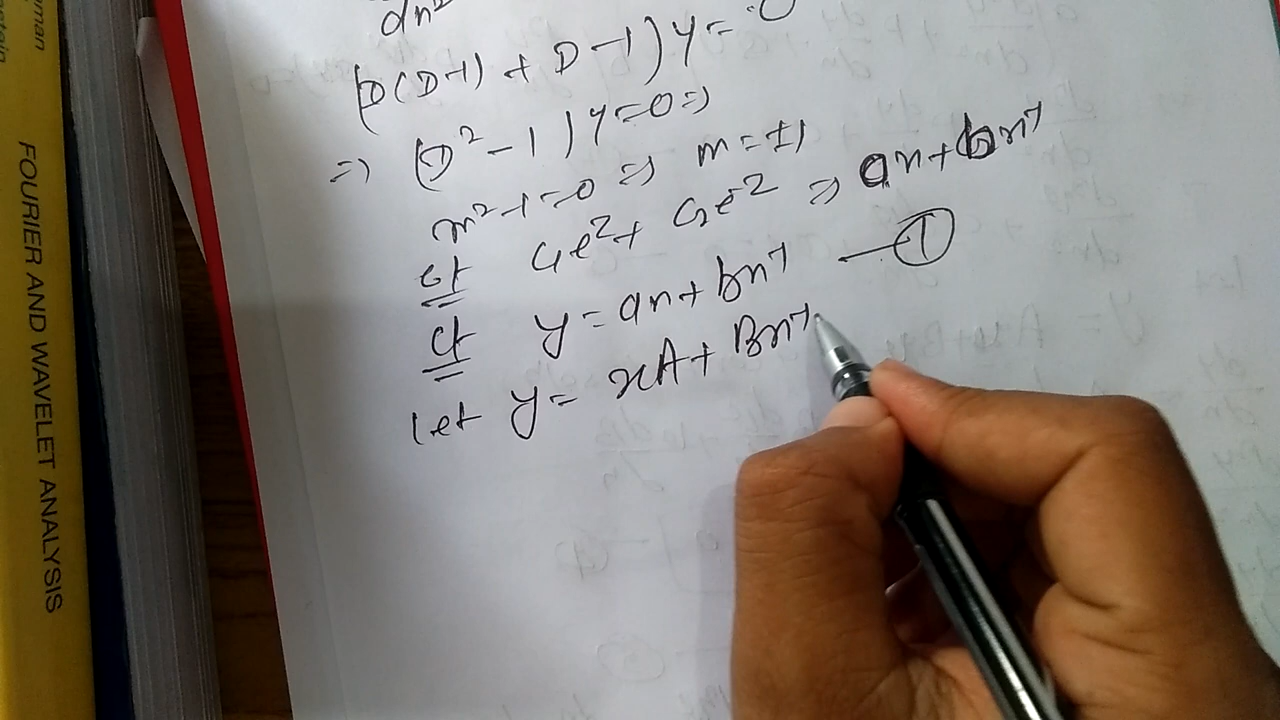 dx²
(D(D-1) + D-1) y = 0
=> (D²-1) y = 0 =>
m²-1=0 => m = ±1
Cf C₁e^z + C₂e^-z => ax + bx⁻¹
Cf y = ax + bx⁻¹ — ①
Let y = xA + Bx⁻¹
FOURIER AND WAVELET ANALYSIS